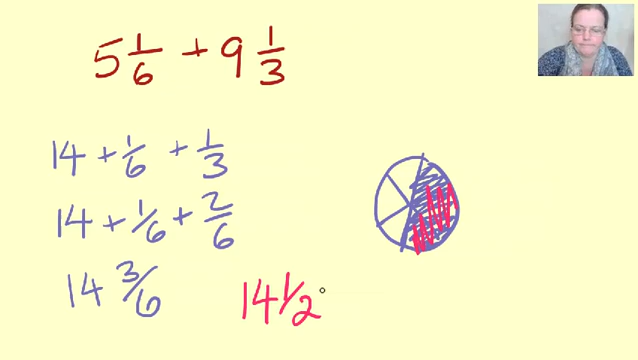 5 1/6 + 9 1/3
14 + 1/6 + 1/3
14 + 1/6 + 2/6
14 3/6
14 1/2